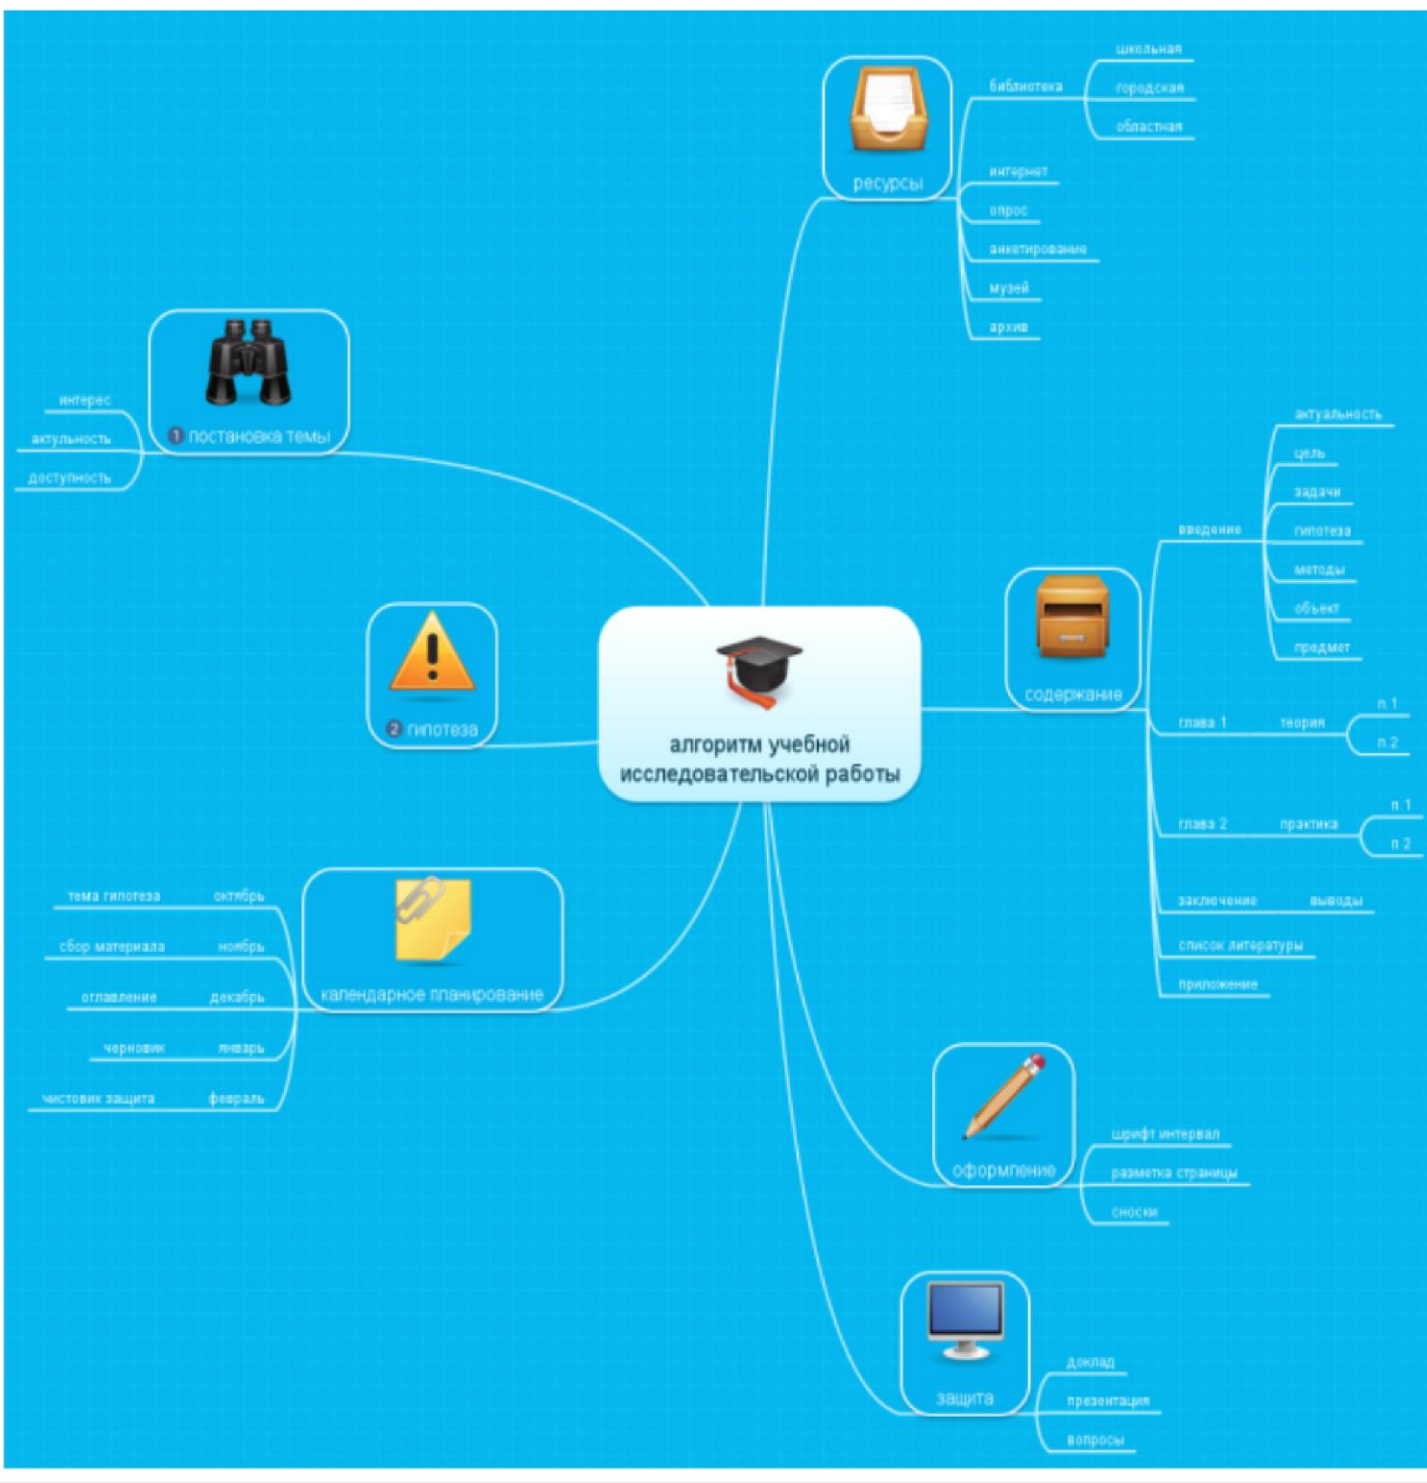 алгоритм учебной
исследовательской работы
1 постановка темы
интерес
актульность
доступность
2 гипотеза
календарное планирование
октябрь
тема гипотеза
ноябрь
сбор материала
декабрь
оглавление
январь
черновик
февраль
чистовик защита
ресурсы
библиотека
школьная
городская
областная
интернет
опрос
анкетирование
музей
архив
содержание
введение
актуальность
цель
задачи
гипотеза
методы
объект
предмет
глава 1
теория
п.1
п.2
глава 2
практика
п.1
п 2
заключение
выводы
список литературы
приложение
оформление
шрифт интервал
разметка страницы
сноски
защита
доклад
презентация
вопросы